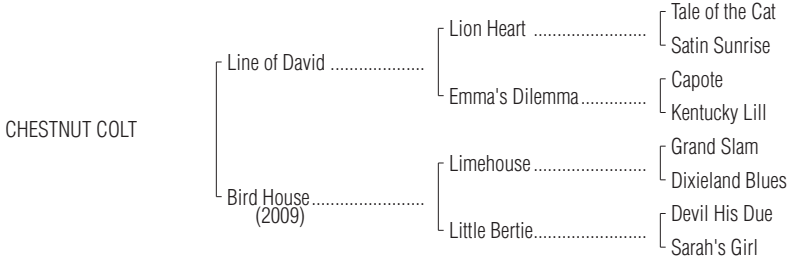 Tale of the Cat
Lion Heart ........................
Satin Sunrise
Line of David ....................
Capote
Emma's Dilemma..............
Kentucky Lill
CHESTNUT COLT
Grand Slam
Limehouse ........................
Dixieland Blues
Bird House........................
(2009)
Devil His Due
Little Bertie........................
Sarah's Girl